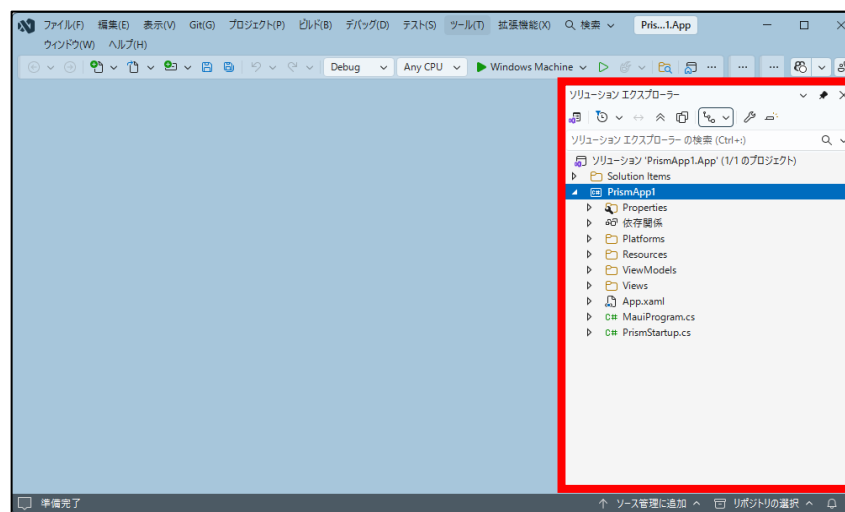 ファイル(F) 編集(E) 表示(V) Git(G) プロジェクト(P) ビルド(B) デバッグ(D) テスト(S) ツール(T) 拡張機能(X) 検索 Pris...1.App
ウィンドウ(W) ヘルプ(H)
Debug Any CPU Windows Machine
ソリューション エクスプローラー
ソリューション エクスプローラー の検索 (Ctrl+:)
ソリューション 'PrismApp1.App' (1/1 のプロジェクト)
Solution Items
C# PrismApp1
Properties
依存関係
Platforms
Resources
ViewModels
Views
App.xaml
C# MauiProgram.cs
C# PrismStartup.cs
準備完了 ソース管理に追加 リポジトリの選択